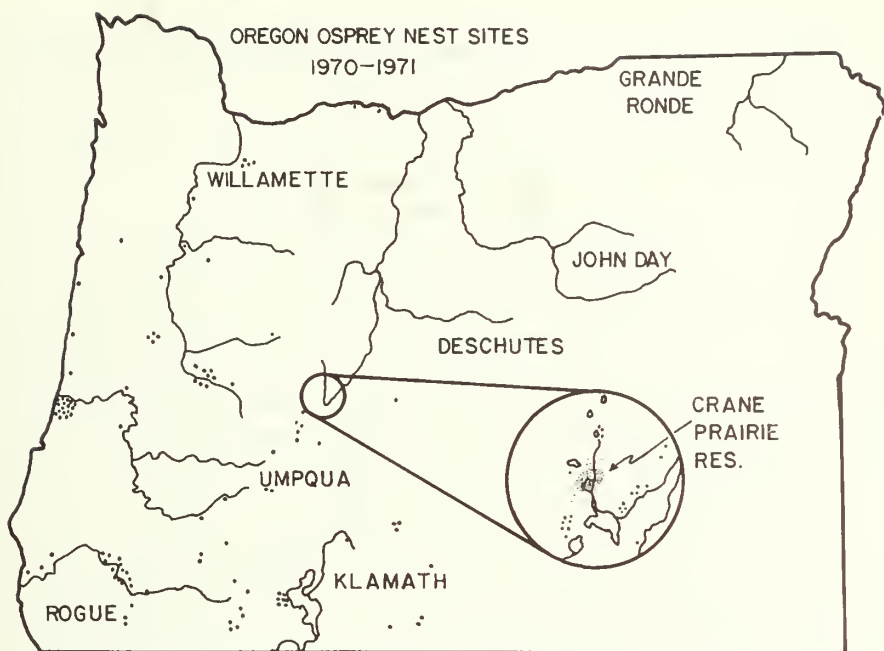 OREGON OSPREY NEST SITES
1970-1971
GRANDE
RONDE
WILLAMETTE
JOHN DAY
DESCHUTES
CRANE
PRAIRIE
RES.
UMPQUA
KLAMATH
ROGUE